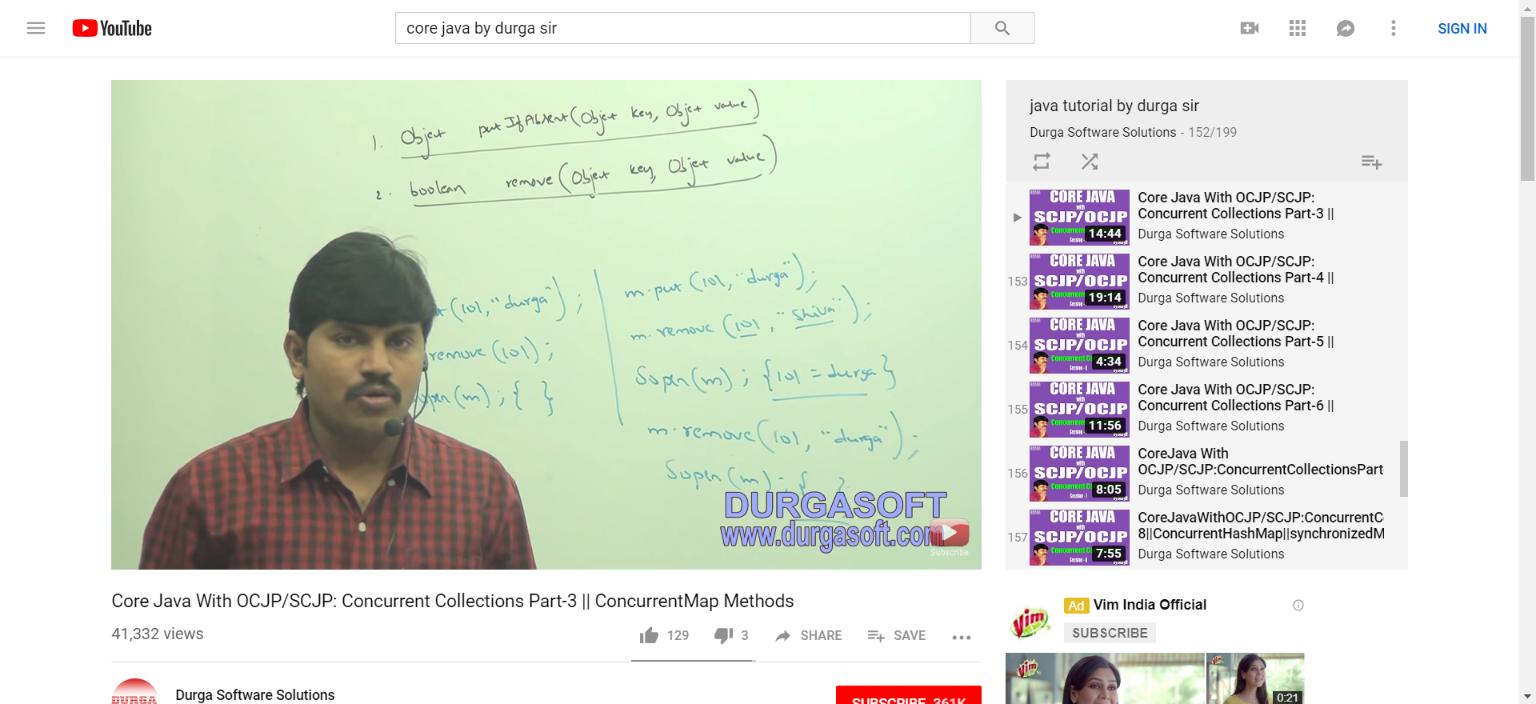 YouTube
core java by durga sir
SIGN IN
1. Object putIfAbsent(Object key, Object value)
2. boolean remove(Object key, Object value)
(101, "durga");
remove(101);
(m); { }
m.put(101, "durga");
m.remove(101, "shiva");
Sopln(m); {101 = durga}
m.remove(101, "durga");
Sopln(m); {
DURGASOFT
www.durgasoft.com
Subscribe
Core Java With OCJP/SCJP: Concurrent Collections Part-3 || ConcurrentMap Methods
41,332 views
129
3
SHARE
SAVE
DURGA
Durga Software Solutions
SUBSCRIBE 361K
java tutorial by durga sir
Durga Software Solutions - 152/199
CORE JAVA
with
SCJP/OCJP
14:44
Core Java With OCJP/SCJP:
Concurrent Collections Part-3 ||
Durga Software Solutions
153
CORE JAVA
with
SCJP/OCJP
19:14
Core Java With OCJP/SCJP:
Concurrent Collections Part-4 ||
Durga Software Solutions
154
CORE JAVA
with
SCJP/OCJP
4:34
Core Java With OCJP/SCJP:
Concurrent Collections Part-5 ||
Durga Software Solutions
155
CORE JAVA
with
SCJP/OCJP
11:56
Core Java With OCJP/SCJP:
Concurrent Collections Part-6 ||
Durga Software Solutions
156
CORE JAVA
with
SCJP/OCJP
8:05
CoreJava With
OCJP/SCJP:ConcurrentCollectionsPart
Durga Software Solutions
157
CORE JAVA
with
SCJP/OCJP
7:55
CoreJavaWithOCJP/SCJP:ConcurrentC
8||ConcurrentHashMap||synchronizedM
Durga Software Solutions
Vim
Ad Vim India Official
SUBSCRIBE
Vim
Vim
0:21